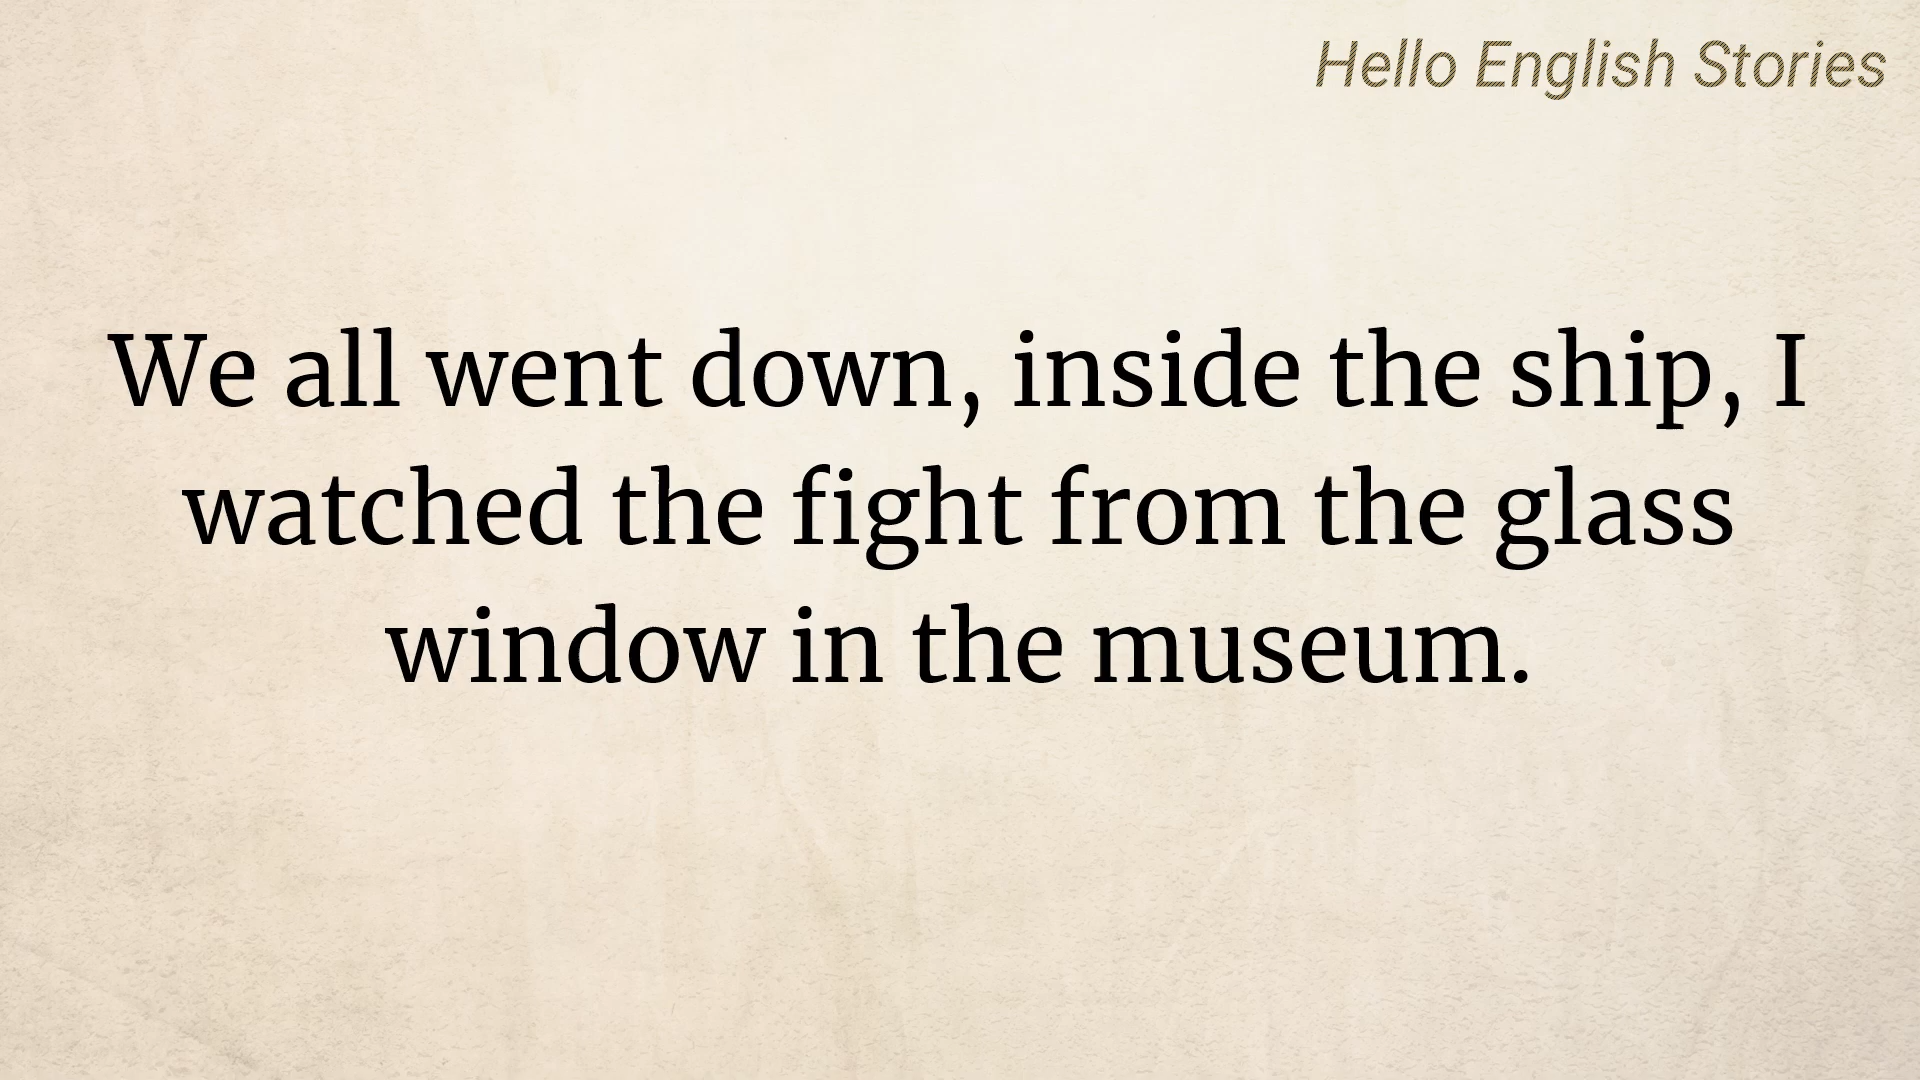 Hello English Stories
We all went down, inside the ship, I
watched the fight from the glass
window in the museum.